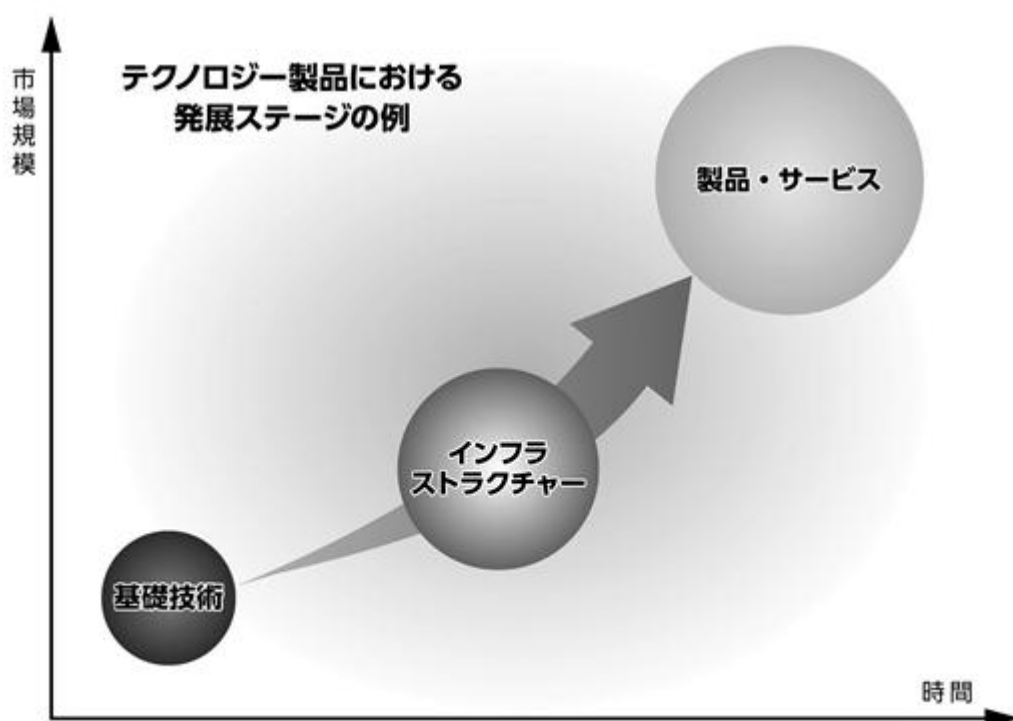 市場規模
テクノロジー製品における
発展ステージの例
製品・サービス
インフラ
ストラクチャー
基礎技術
時間